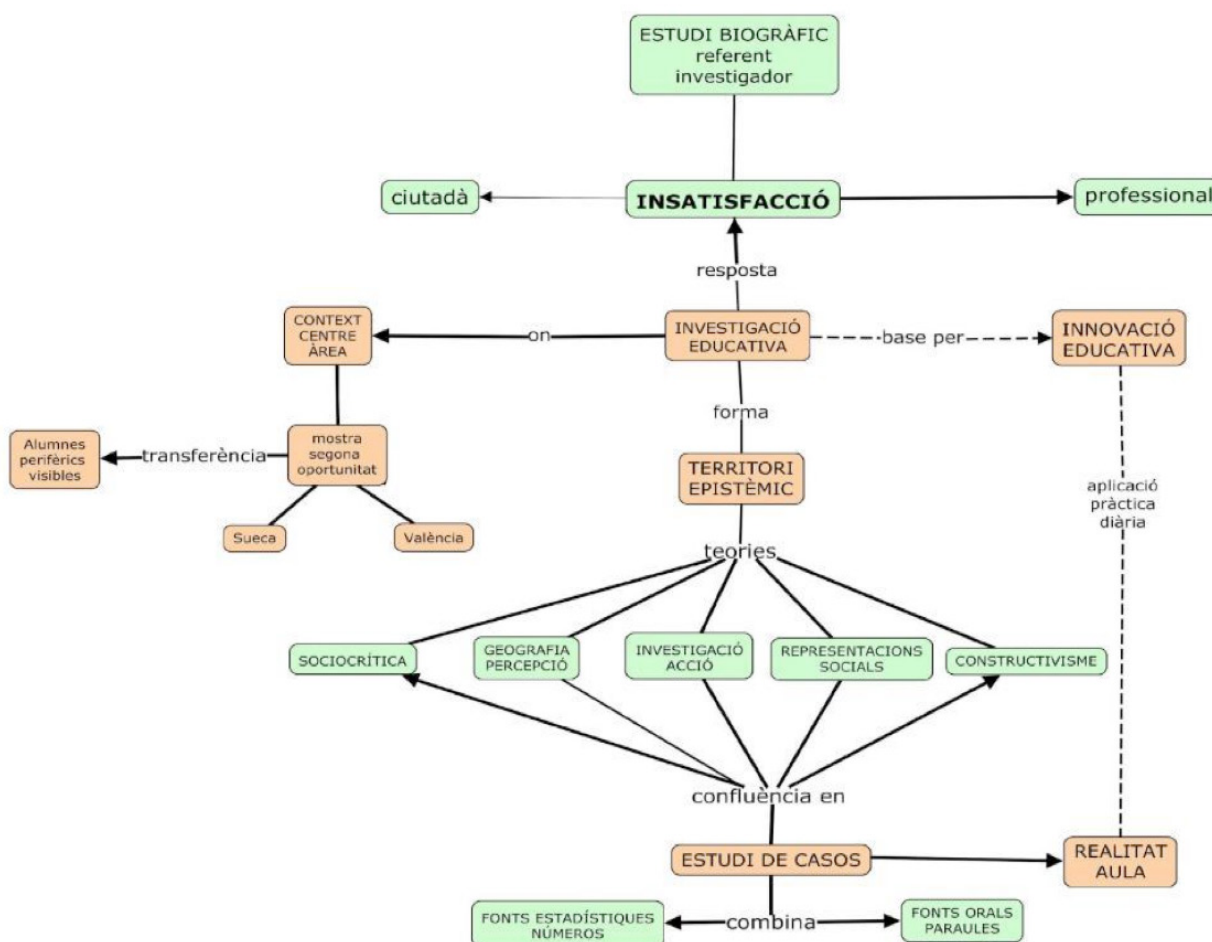 ESTUDI BIOGRÀFIC
referent
investigador
ciutadà
INSATISFACCIÓ
professional
resposta
CONTEXT
CENTRE
ÀREA
on
INVESTIGACIÓ
EDUCATIVA
base per
INNOVACIÓ
EDUCATIVA
forma
Alumnes
perifèrics
visibles
transferència
mostra
segona
oportunitat
TERRITORI
EPISTÈMIC
aplicació
pràctica
diària
Sueca
València
teories
SOCIOCRÍTICA
GEOGRAFIA
PERCEPCIÓ
INVESTIGACIÓ
ACCIÓ
REPRESENTACIONS
SOCIALS
CONSTRUCTIVISME
confluència en
ESTUDI DE CASOS
REALITAT
AULA
FONTS ESTADÍSTIQUES
NÚMEROS
combina
FONTS ORALS
PARAULES